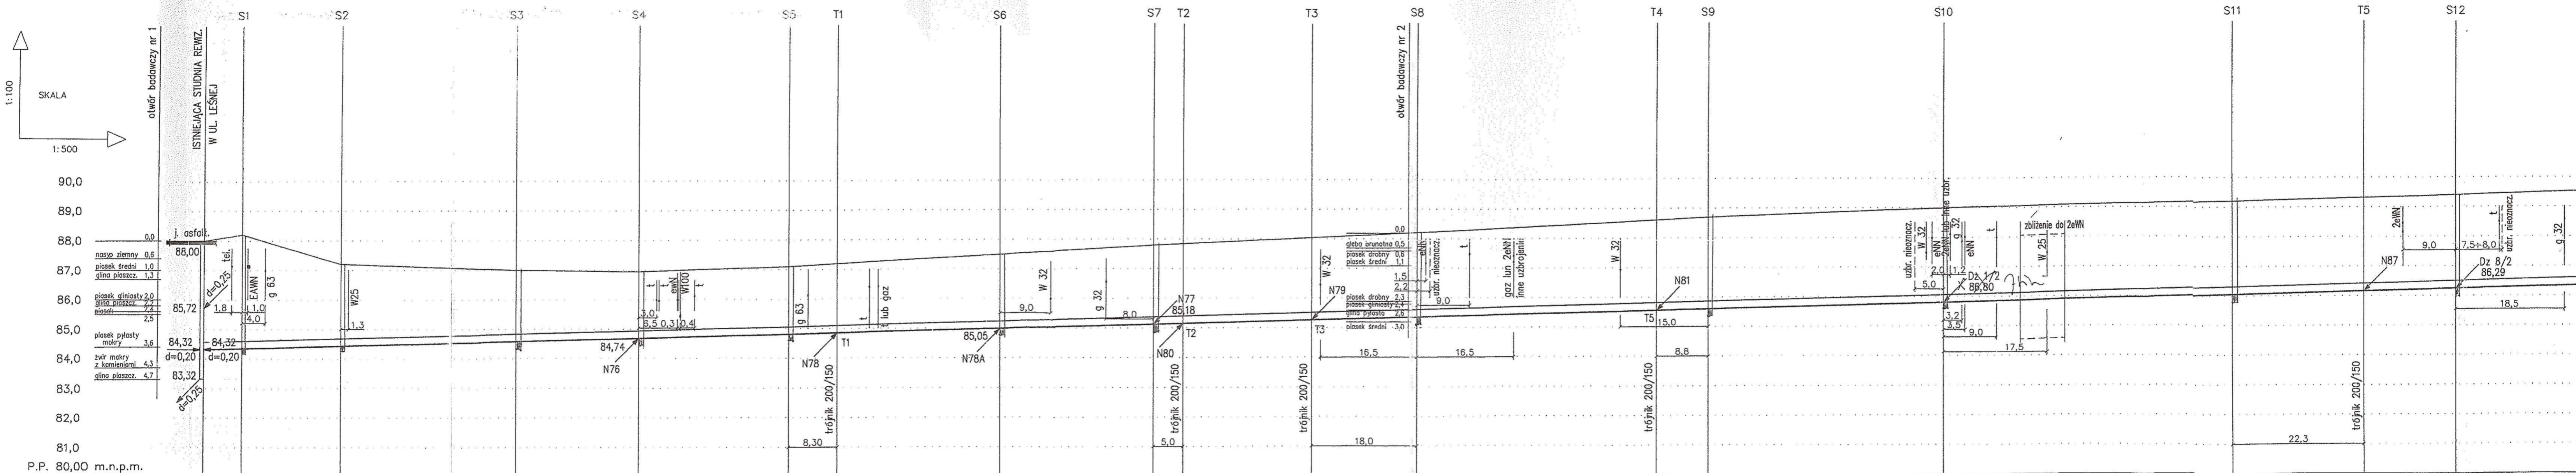 S1 S2 S3 S4 S5 T1 S6 S7 T2 T3 S8 T4 S9 S10 S11 T5 S12
1:100
SKALA
1:500
otwór badawczy nr 1
ISTNIEJĄCA STUDNIA REWIZ.
W UL. LEŚNEJ
otwór badawczy nr 2
90,0
89,0
88,0
87,0
86,0
85,0
84,0
83,0
82,0
81,0
P.P. 80,00 m.n.p.m.
0,0
nasyp ziemny 0,6
piasek średni 1,0
glina piaszcz. 1,3
piasek gliniasty 2,0
2,5
piasek pylasty
mokry 3,6
żwir mokry
z kamieniami 4,3
glina piaszcz. 4,7
j. asfalt.
88,00
d=0,25
85,72
84,32 84,32
d=0,20 d=0,20
83,32
d=0,25
tel.
EAWN
g 63
1,8 1,0
4,0
W25
1,3
t
eWN
W100
t
6,5 0,3 0,4
84,74
N76
g 63
t
t lub gaz
N78
T1
8,30
trójnik 200/150
85,05
N78A
W 32
9,0
g 32
8,0
N77
85,18
N80
T2
5,0
trójnik 200/150
W 32
N79
T3
trójnik 200/150
16,5
18,0
0,0
gleba brunatna 0,5
piasek drobny 0,6
piasek średni 1,1
1,5
2,2
piasek drobny 2,3
glina pylasta 2,6
piasek średni 3,0
eNN
uzbr. nieoznacz.
t
9,0
gaz lun 2eNN
inne uzbrojenie
16,5
W 32
N81
T5
15,0
8,8
trójnik 200/150
uzbr. nieoznacz.
W 32
eNN
2eNN lub inne uzbr.
g 32
eNN
t
2,0 1,2
5,0
Dz 1/2
86,80
3,2
3,5
9,0
17,5
zbliżenie do 2eWN
W 25
N87
22,3
trójnik 200/150
2eWN
9,0
7,5÷8,0
t
uzbr. nieoznacz.
Dz 8/2
86,29
g 32
18,5